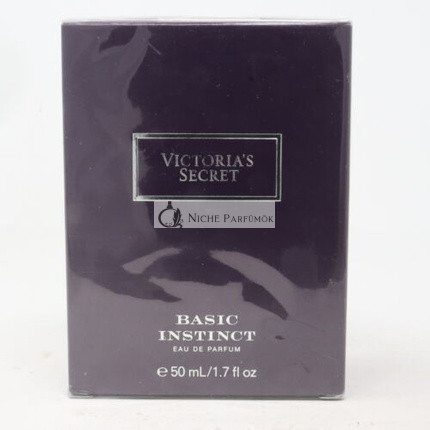 VICTORIA'S
SECRET
NICHE PARFÜMÖK
BASIC
INSTINCT
EAU DE PARFUM
e 50 mL/1.7 fl oz